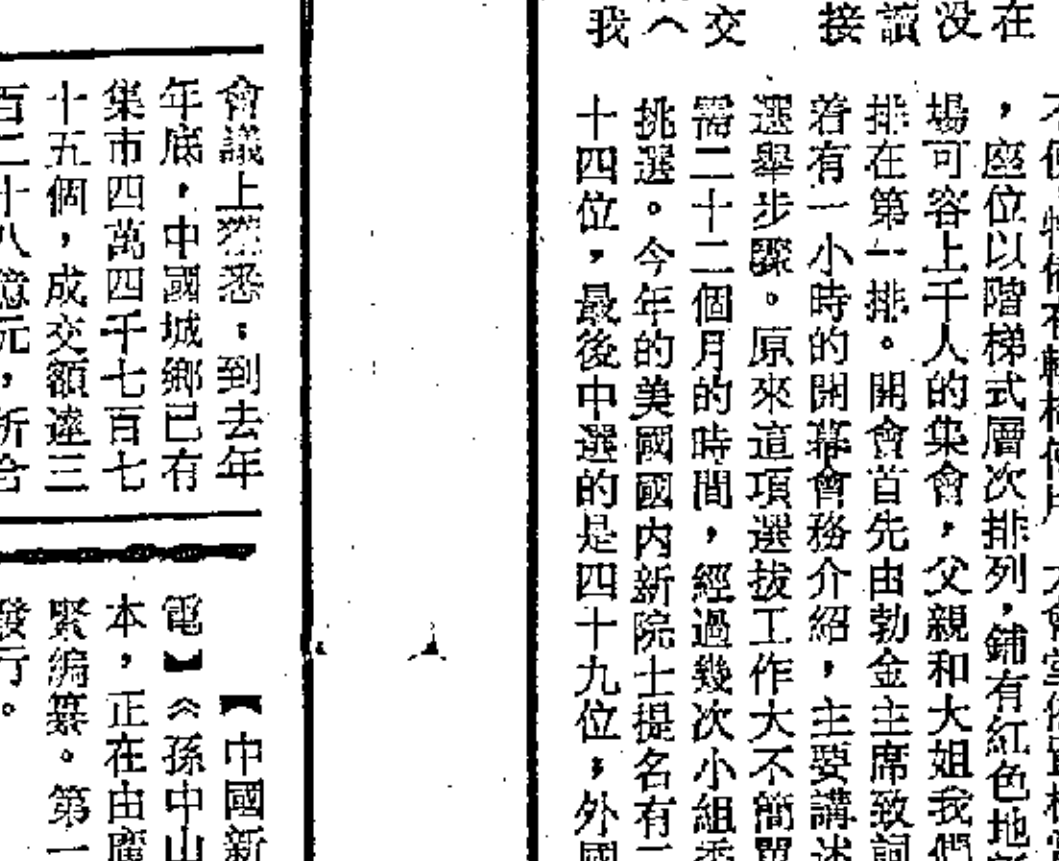 在
没
讀
接
交
へ
我
，座位以階梯式層次排列，鋪有紅色地
場可容上千人的集會，父親和大姐我們
排在第一排。開會首先由勃金主席致詞
着有一小時的開幕會務介紹，主要講述
選舉步驟。原來這項選拔工作大不簡單
需二十二個月的時間，經過幾次小組
挑選。今年的美國國內新院士提名有
十四位，最後中選的是四十九位，外國
會議上獲悉：到去年
年底，中國城鄉已有
集市四萬四千七百七
十五個，成交額達三
百二十八億元，折合
【中國新
電】《孫中山
本，正在由廣
緊編纂。第一
發行。